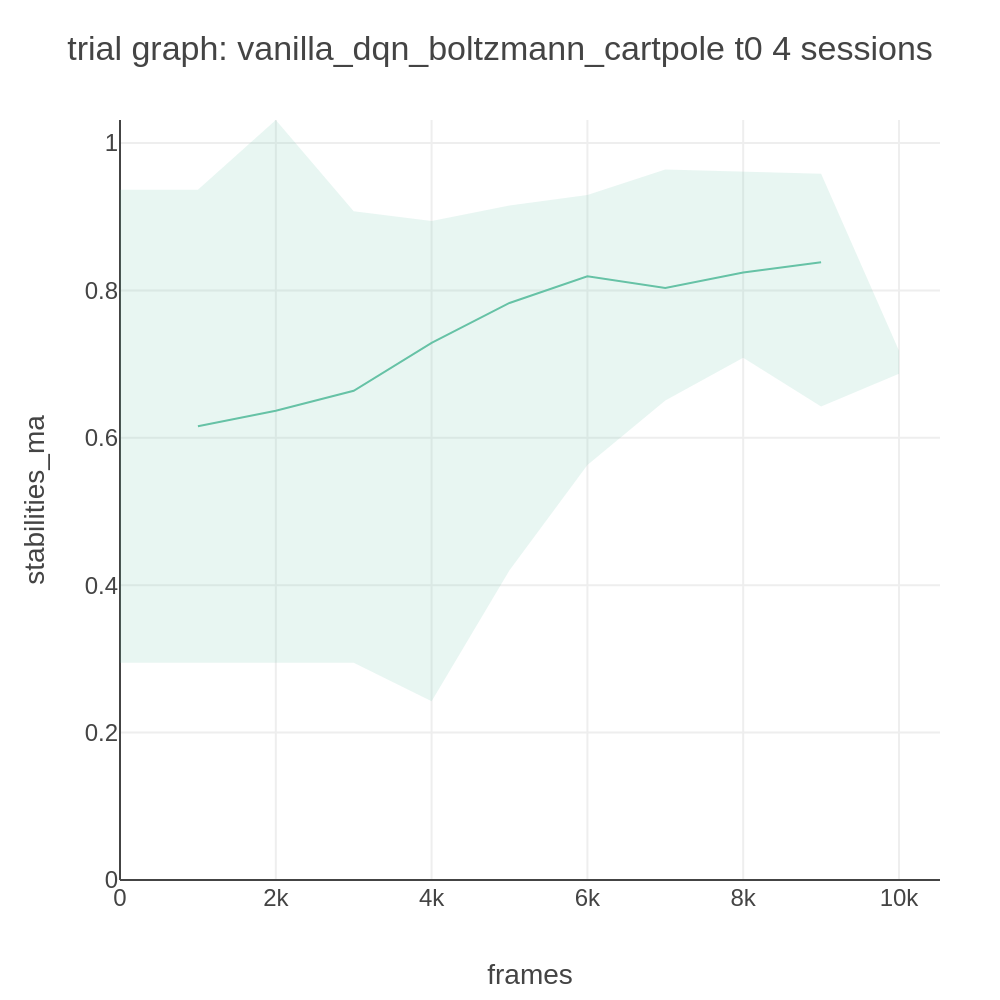 trial graph: vanilla_dqn_boltzmann_cartpole t0 4 sessions
1
0.8
0.6
0.4
0.2
0
stabilities_ma
0 2k 4k 6k 8k 10k
frames